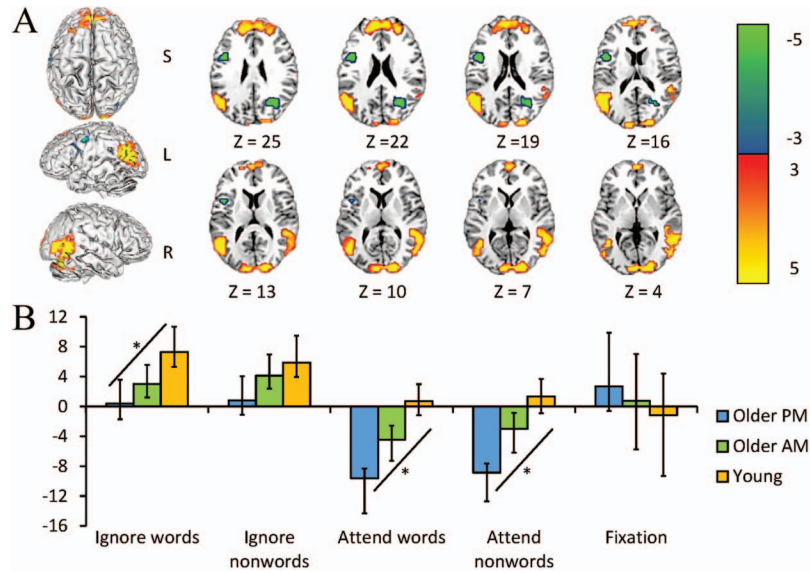 A
S
L
R
Z = 25
Z = 22
Z = 19
Z = 16
Z = 13
Z = 10
Z = 7
Z = 4
-5
-3
3
5
B
12
8
4
0
-4
-8
-12
-16
*
*
*
Ignore words
Ignore
nonwords
Attend words
Attend
nonwords
Fixation
Older PM
Older AM
Young